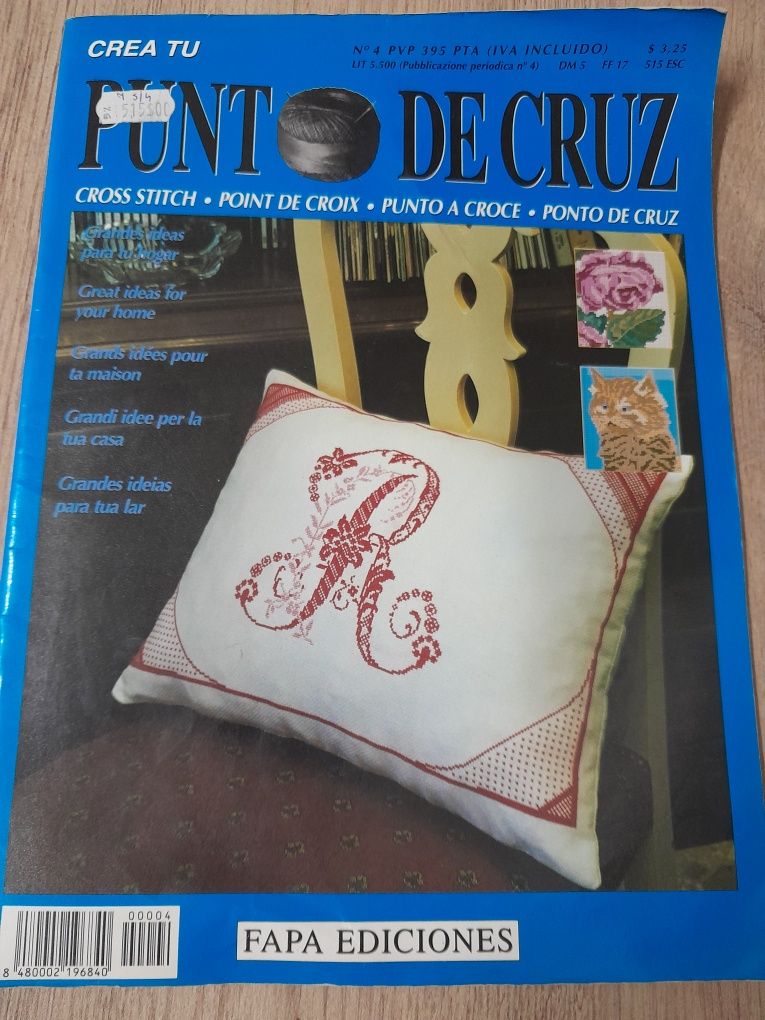 CREA TU
Nº 4 PVP 395 PTA (IVA INCLUIDO) $ 3,25
LIT 5.500 (Pubblicazione periodica nº 4) DM 5 FF 17 515 ESC
515$00
PUNTO DE CRUZ
CROSS STITCH • POINT DE CROIX • PUNTO A CROCE • PONTO DE CRUZ
Grandes ideas
para tu hogar
Great ideas for
your home
Grands idées pour
ta maison
Grandi idee per la
tua casa
Grandes ideias
para tua lar
R
00004
8 480002 196840
FAPA EDICIONES